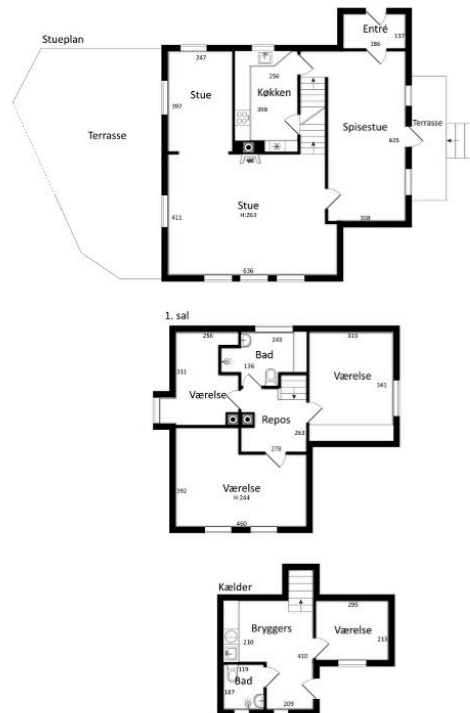 Stueplan
Entré
186
137
247
256
Stue
Køkken
397
398
Terrasse
Spisestue
Terrasse
635
Stue
H:263
411
308
636
1. sal
256
243
323
Bad
331
136
Værelse
341
Værelse
Repos
263
278
392
Værelse
H:244
460
Kælder
295
Bryggers
Værelse
210
213
410
119
Bad
187
209